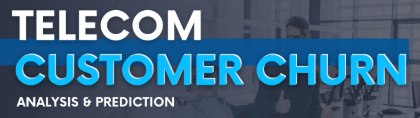 TELECOM
CUSTOMER CHURN
ANALYSIS & PREDICTION